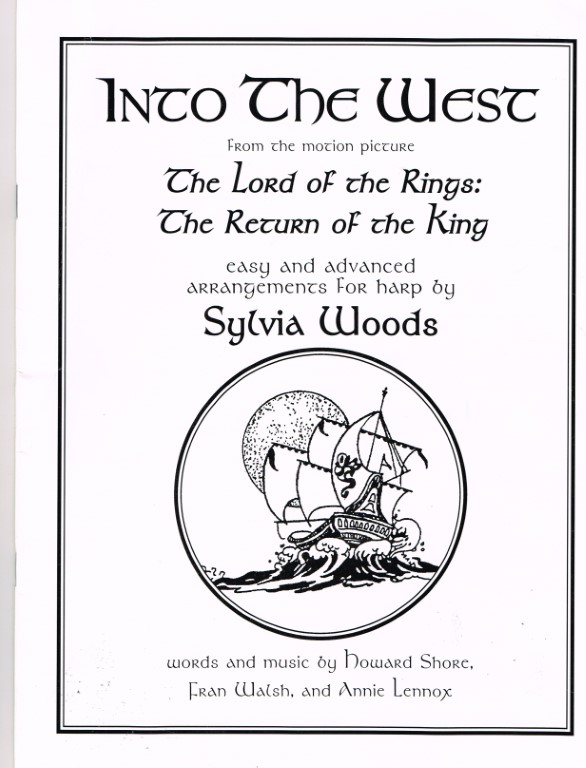 Into The West
from the motion picture
The Lord of the Rings:
The Return of the King
easy and advanced
arrangements for harp by
Sylvia Woods
words and music by Howard Shore,
Fran Walsh, and Annie Lennox